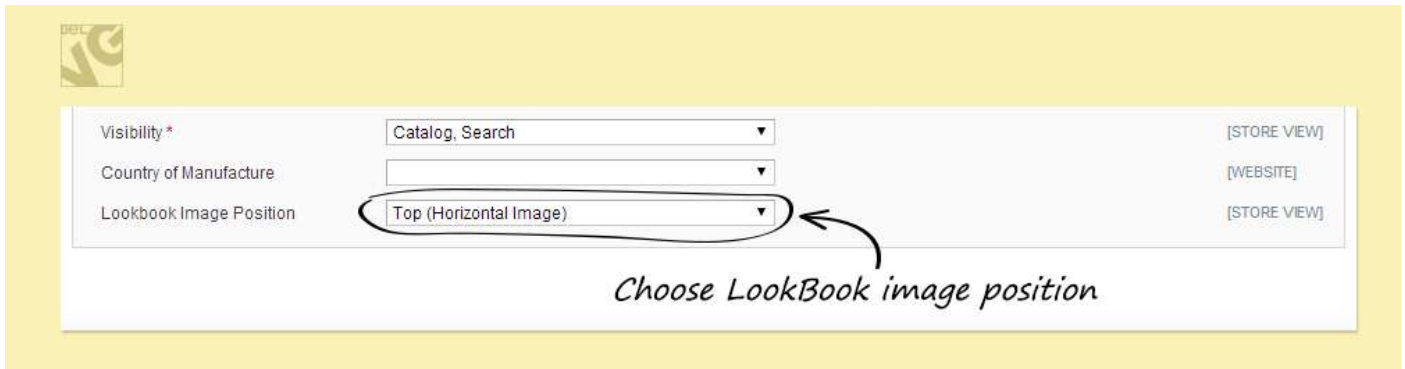 BelVG
Visibility * Catalog, Search [STORE VIEW]
Country of Manufacture [WEBSITE]
Lookbook Image Position Top (Horizontal Image) [STORE VIEW]
Choose LookBook image position